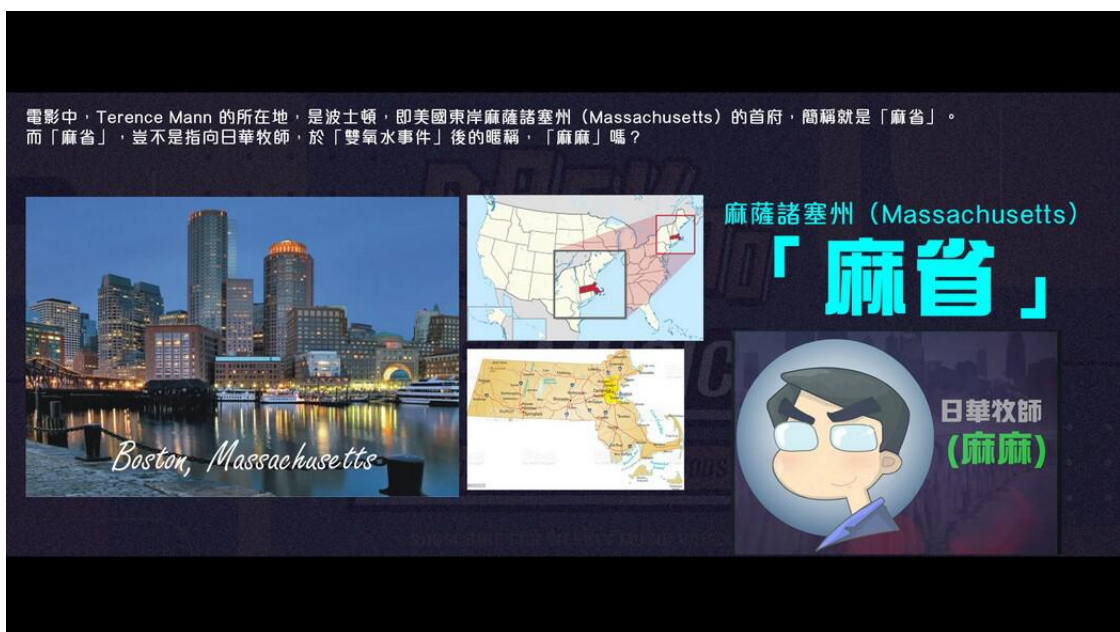 電影中，Terence Mann 的所在地，是波士頓，即美國東岸麻薩諸塞州（Massachusetts）的首府，簡稱就是「麻省」。
而「麻省」，豈不是指向日華牧師，於「雙氧水事件」後的暱稱，「麻麻」嗎？
麻薩諸塞州（Massachusetts）
「麻省」
Boston, Massachusetts
日華牧師
(麻麻)